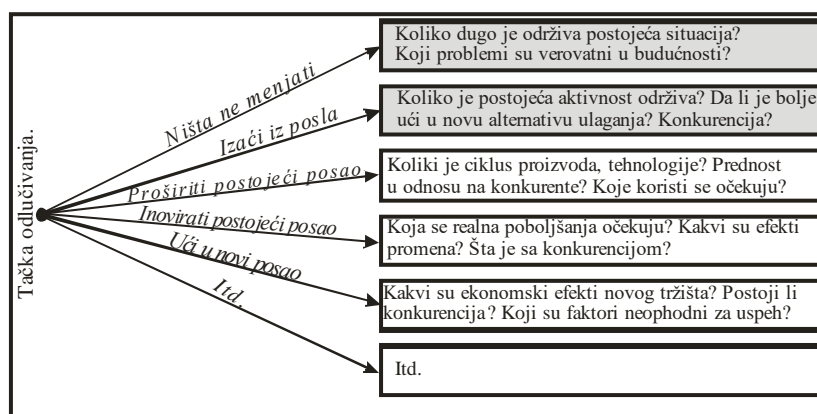 Tačka odlučivanja.
Ništa ne menjati
Koliko dugo je održiva postojeća situacija?
Koji problemi su verovatni u budućnosti?
Izaći iz posla
Koliko je postojeća aktivnost održiva? Da li je bolje
ući u novu alternativu ulaganja? Konkurencija?
Proširiti postojeći posao
Koliki je ciklus proizvoda, tehnologije? Prednost
u odnosu na konkurente? Koje koristi se očekuju?
Inovirati postojeći posao
Koja se realna poboljšanja očekuju? Kakvi su efekti
promena? Šta je sa konkurencijom?
Ući u novi posao
Kakvi su ekonomski efekti novog tržišta? Postoji li
konkurencija? Koji su faktori neophodni za uspeh?
Itd.
Itd.